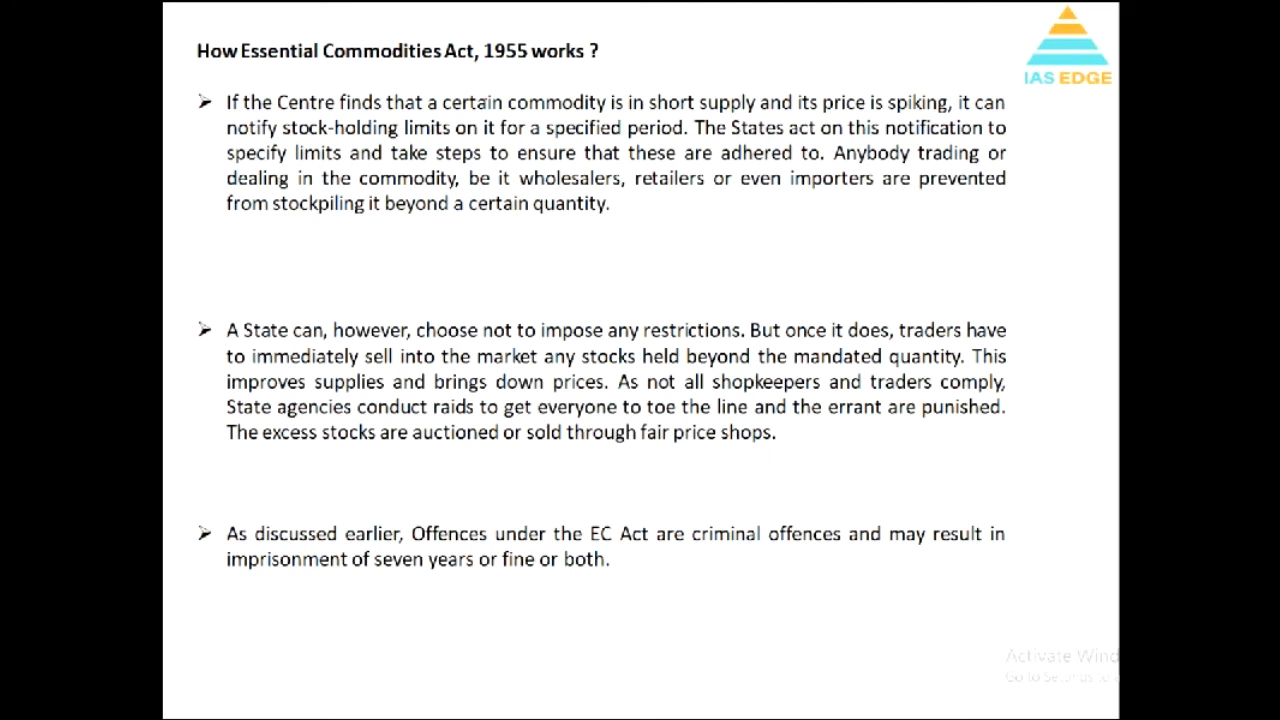 How Essential Commodities Act, 1955 works ?
IAS EDGE
➢ If the Centre finds that a certain commodity is in short supply and its price is spiking, it can
notify stock-holding limits on it for a specified period. The States act on this notification to
specify limits and take steps to ensure that these are adhered to. Anybody trading or
dealing in the commodity, be it wholesalers, retailers or even importers are prevented
from stockpiling it beyond a certain quantity.
➢ A State can, however, choose not to impose any restrictions. But once it does, traders have
to immediately sell into the market any stocks held beyond the mandated quantity. This
improves supplies and brings down prices. As not all shopkeepers and traders comply,
State agencies conduct raids to get everyone to toe the line and the errant are punished.
The excess stocks are auctioned or sold through fair price shops.
➢ As discussed earlier, Offences under the EC Act are criminal offences and may result in
imprisonment of seven years or fine or both.
Activate Wind
Go to